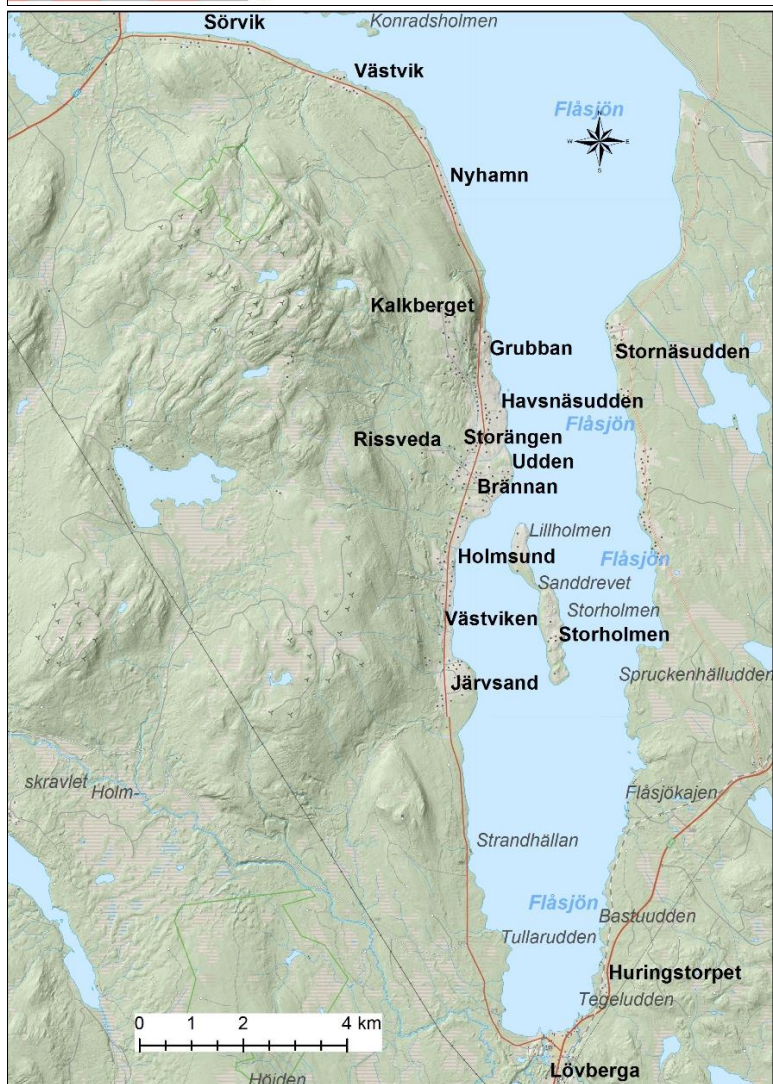 Sörvik
Konradsholmen
Västvik
Flåsjön
N
W E
S
Nyhamn
Kalkberget
Grubban
Stornäsudden
Havsnäsudden
Flåsjön
Rissveda
Storängen
Udden
Brännan
Lillholmen
Holmsund
Flåsjön
Sanddrevet
Storholmen
Västviken
Storholmen
Spruckenhälludden
Järvsand
skravlet
Holm-
Flåsjökajen
Strandhällan
Flåsjön
Bastuudden
Tullarudden
Huringstorpet
Tegeludden
0 1 2 4 km
Lövberga
Höjden